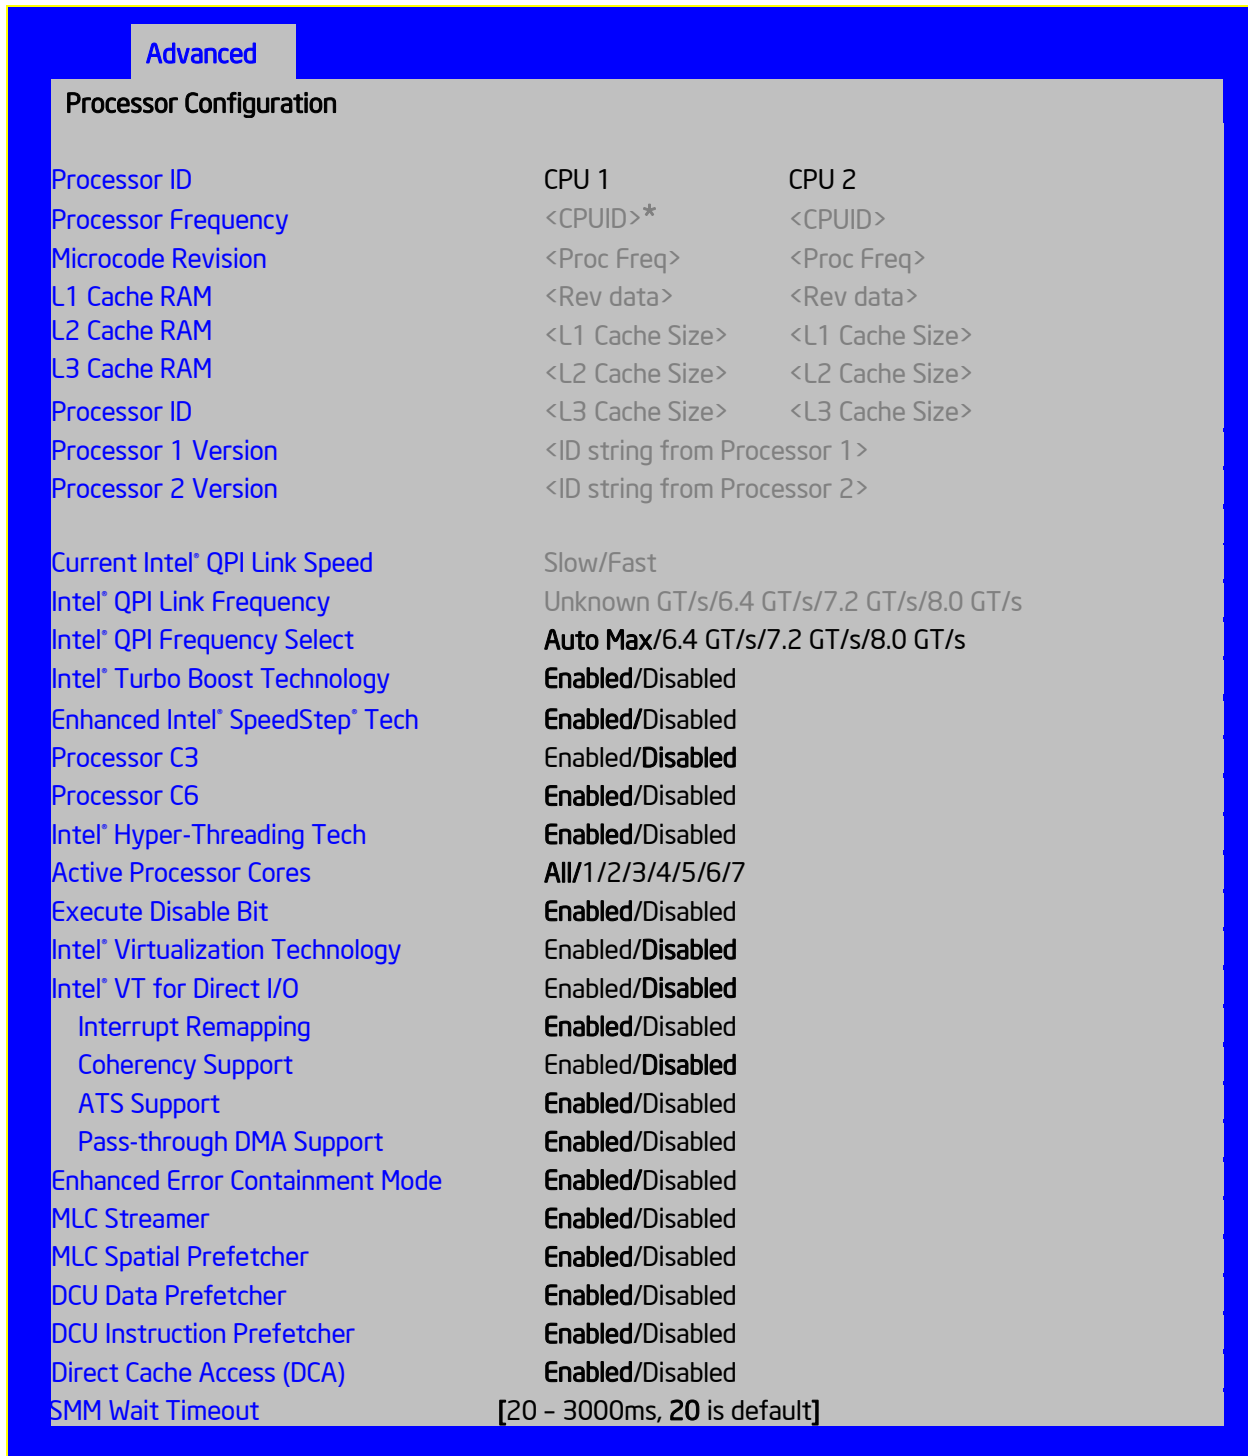 Advanced
Processor Configuration
Processor ID CPU 1 CPU 2
Processor Frequency <CPUID>* <CPUID>
Microcode Revision <Proc Freq> <Proc Freq>
L1 Cache RAM <Rev data> <Rev data>
L2 Cache RAM <L1 Cache Size> <L1 Cache Size>
L3 Cache RAM <L2 Cache Size> <L2 Cache Size>
Processor ID <L3 Cache Size> <L3 Cache Size>
Processor 1 Version <ID string from Processor 1>
Processor 2 Version <ID string from Processor 2>
Current Intel® QPI Link Speed Slow/Fast
Intel® QPI Link Frequency Unknown GT/s/6.4 GT/s/7.2 GT/s/8.0 GT/s
Intel® QPI Frequency Select Auto Max/6.4 GT/s/7.2 GT/s/8.0 GT/s
Intel® Turbo Boost Technology Enabled/Disabled
Enhanced Intel® SpeedStep® Tech Enabled/Disabled
Processor C3 Enabled/Disabled
Processor C6 Enabled/Disabled
Intel® Hyper-Threading Tech Enabled/Disabled
Active Processor Cores All/1/2/3/4/5/6/7
Execute Disable Bit Enabled/Disabled
Intel® Virtualization Technology Enabled/Disabled
Intel® VT for Direct I/O Enabled/Disabled
Interrupt Remapping Enabled/Disabled
Coherency Support Enabled/Disabled
ATS Support Enabled/Disabled
Pass-through DMA Support Enabled/Disabled
Enhanced Error Containment Mode Enabled/Disabled
MLC Streamer Enabled/Disabled
MLC Spatial Prefetcher Enabled/Disabled
DCU Data Prefetcher Enabled/Disabled
DCU Instruction Prefetcher Enabled/Disabled
Direct Cache Access (DCA) Enabled/Disabled
SMM Wait Timeout [20 – 3000ms, 20 is default]